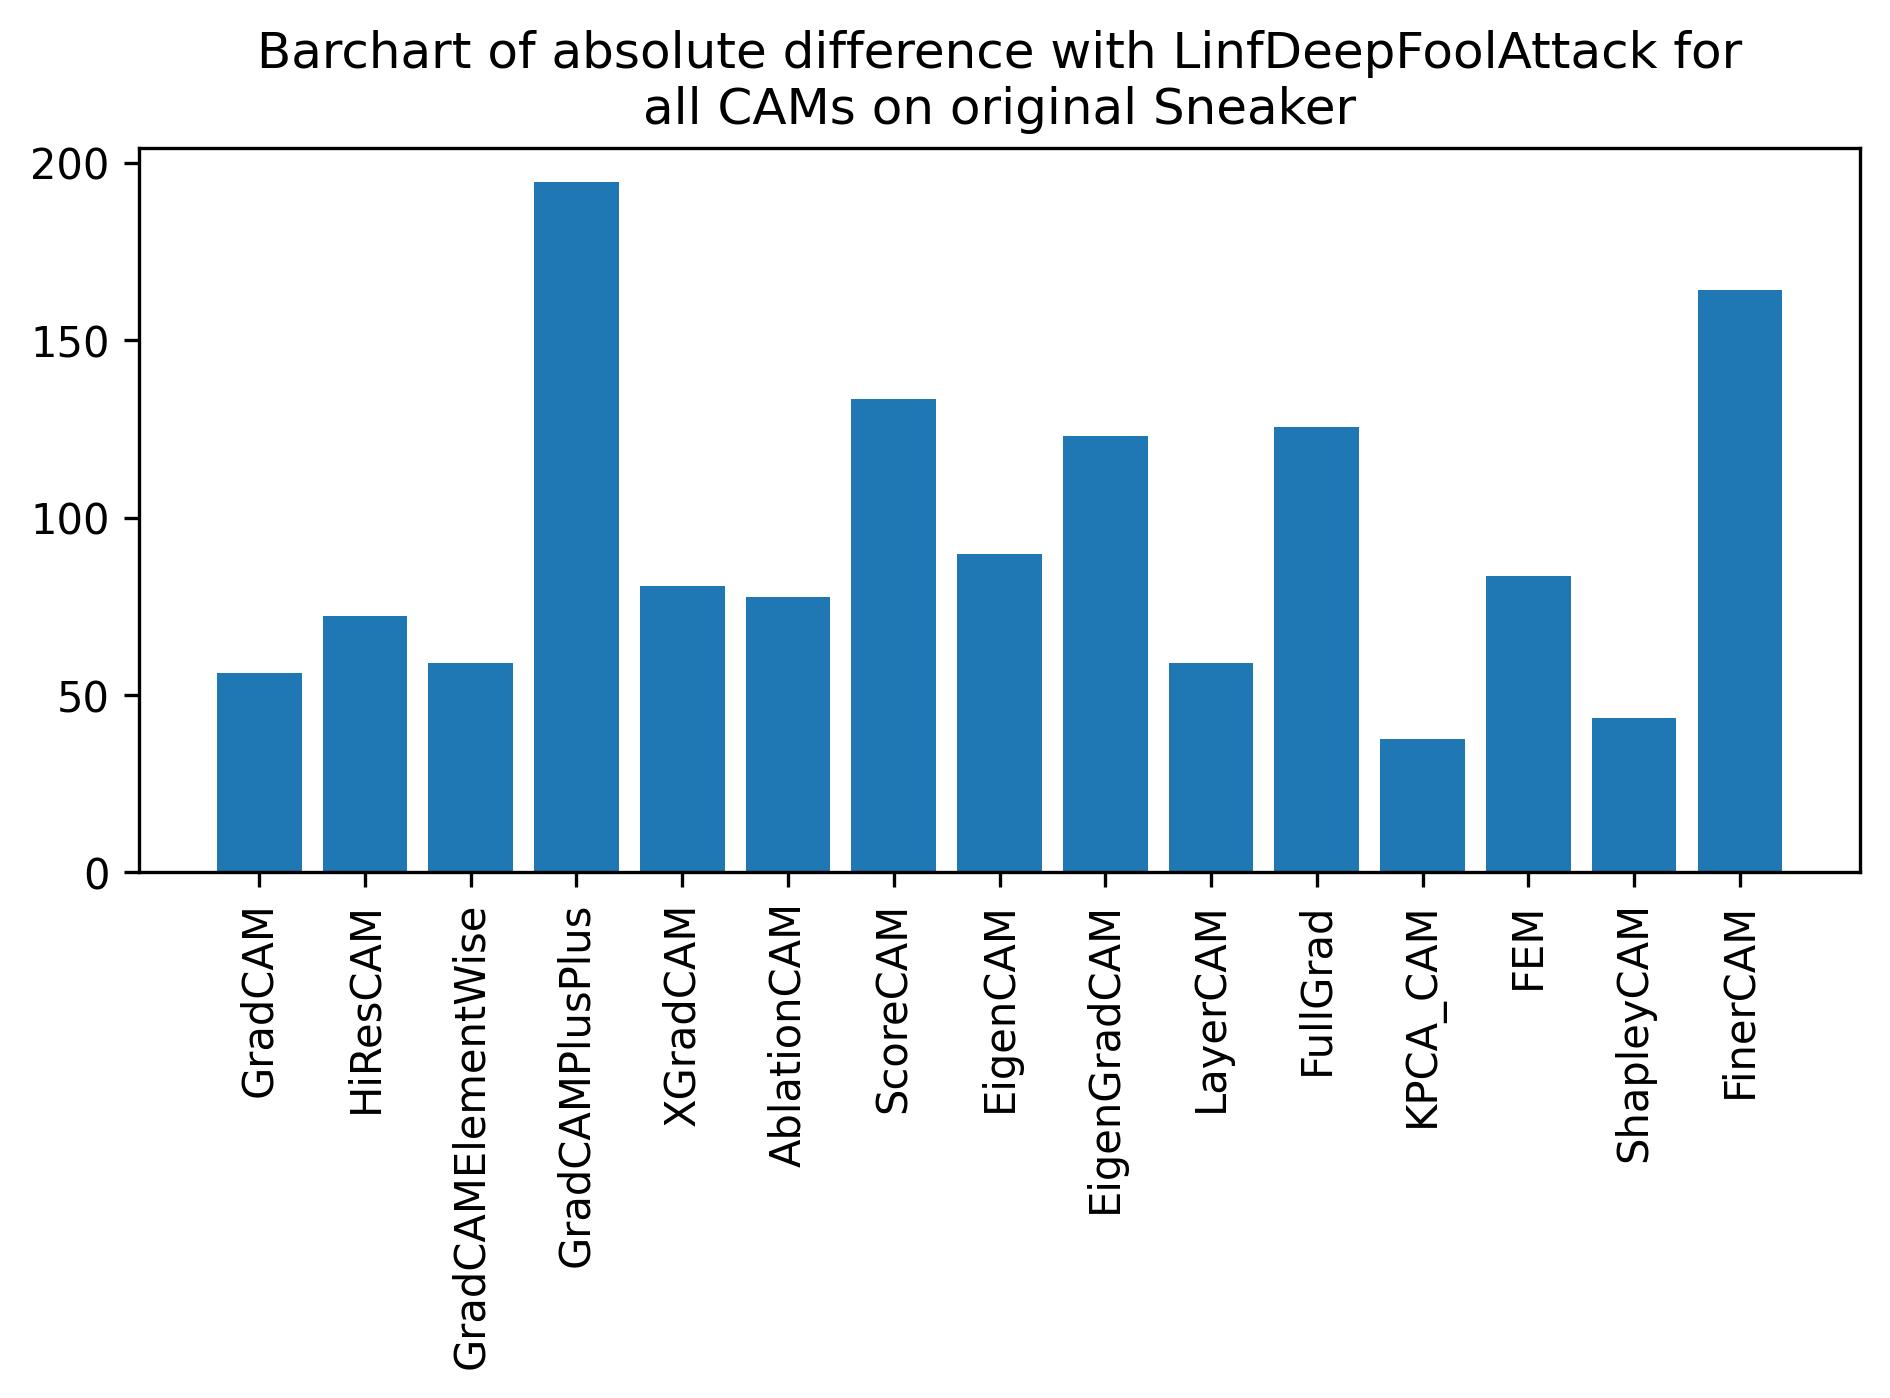 Barchart of absolute difference with LinfDeepFoolAttack for
all CAMs on original Sneaker
200
150
100
50
0
GradCAM
HiResCAM
GradCAMElementWise
GradCAMPlusPlus
XGradCAM
AblationCAM
ScoreCAM
EigenCAM
EigenGradCAM
LayerCAM
FullGrad
KPCA_CAM
FEM
ShapleyCAM
FinerCAM